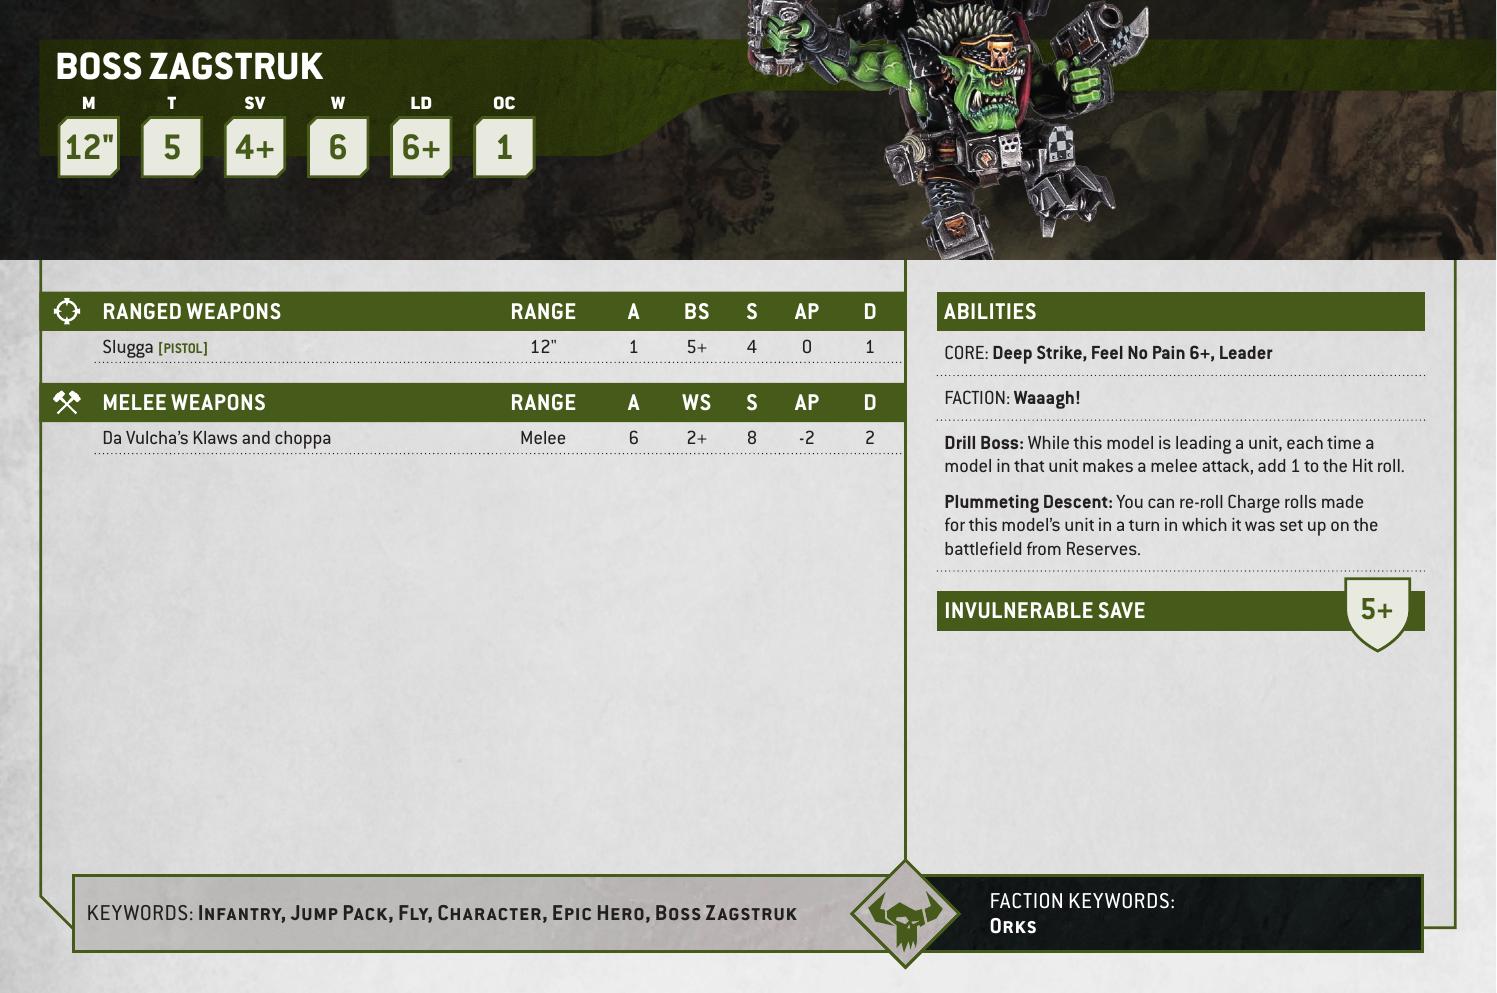 BOSS ZAGSTRUK
M T SV W LD OC
12" 5 4+ 6 6+ 1
RANGED WEAPONS RANGE A BS S AP D
Slugga [PISTOL] 12" 1 5+ 4 0 1
MELEE WEAPONS RANGE A WS S AP D
Da Vulcha’s Klaws and choppa Melee 6 2+ 8 -2 2
ABILITIES
CORE: Deep Strike, Feel No Pain 6+, Leader
FACTION: Waaagh!
Drill Boss: While this model is leading a unit, each time a
model in that unit makes a melee attack, add 1 to the Hit roll.
Plummeting Descent: You can re-roll Charge rolls made
for this model’s unit in a turn in which it was set up on the
battlefield from Reserves.
INVULNERABLE SAVE 5+
KEYWORDS: Infantry, Jump Pack, Fly, Character, Epic Hero, Boss Zagstruk
FACTION KEYWORDS:
Orks